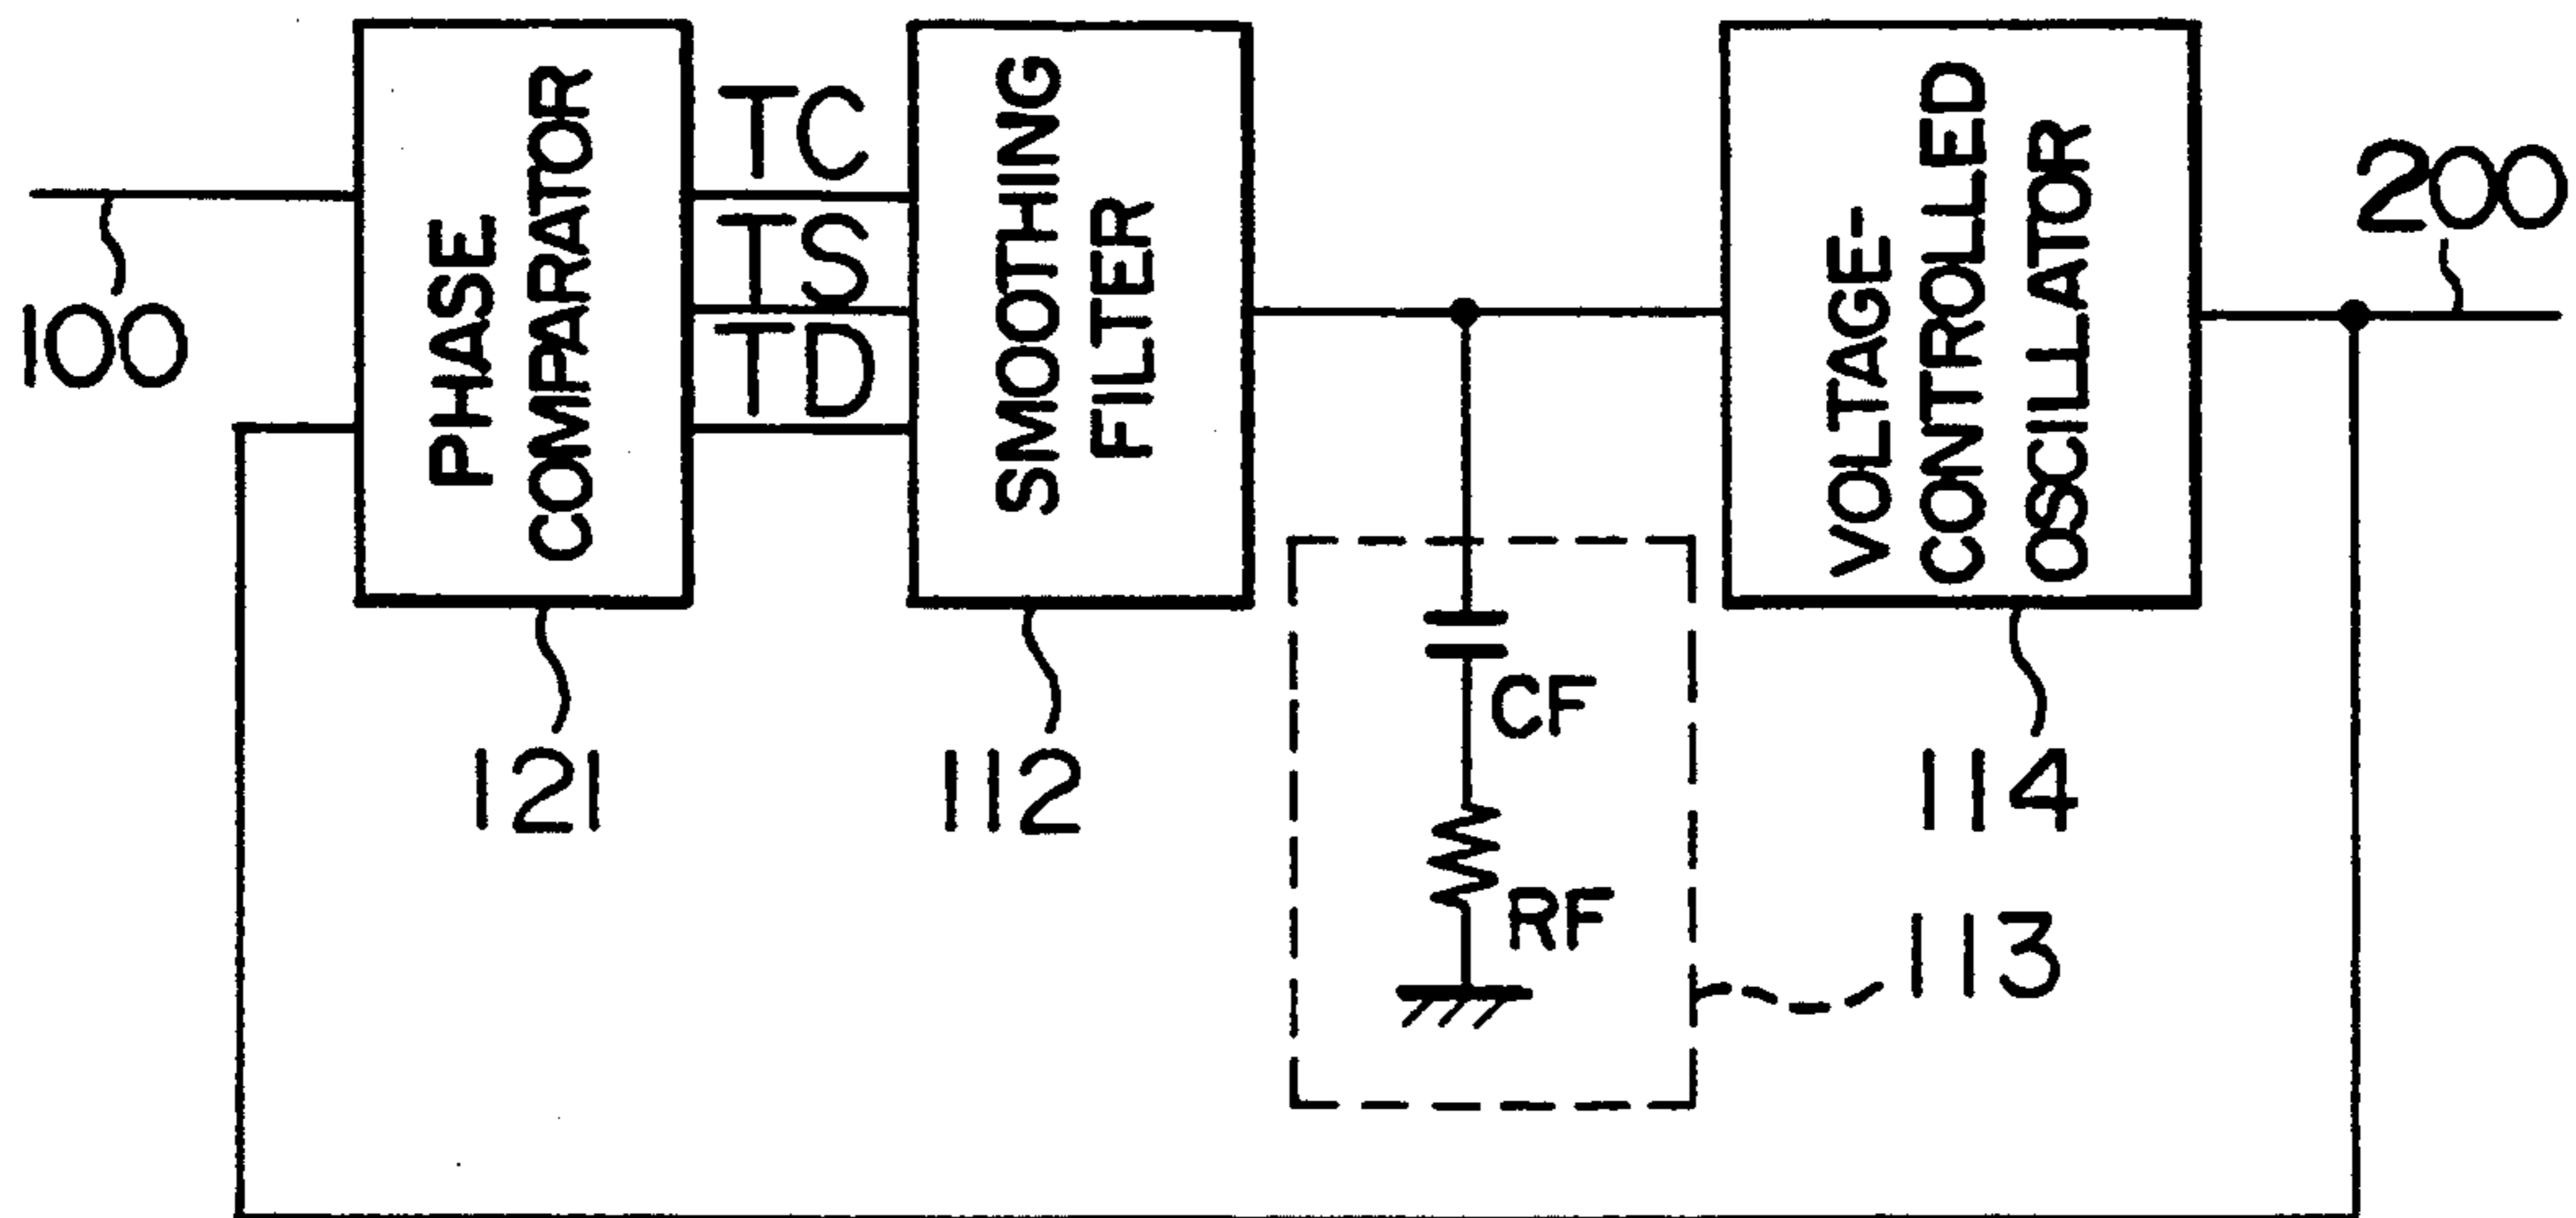 100
PHASE
COMPARATOR
121
TC
TS
TD
SMOOTHING
FILTER
112
CF
RF
113
VOLTAGE-
CONTROLLED
OSCILLATOR
114
200